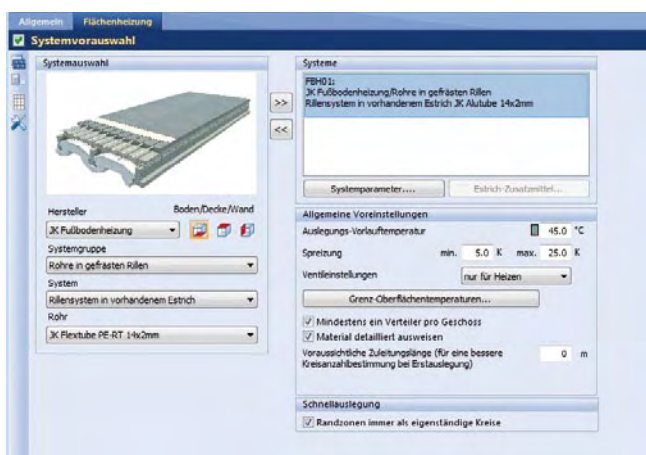 Allgemein Flächenheizung
Systemvorauswahl
Systemauswahl
Hersteller Boden/Decke/Wand
JK Fußbodenheizung
Systemgruppe
Rohre in gefrästen Rillen
System
Rillensystem in vorhandenem Estrich
Rohr
JK Flextube PE-RT 14x2mm
>>
<<
Systeme
FBH01:
JK Fußbodenheizung/Rohre in gefrästen Rillen
Rillensystem in vorhandenem Estrich JK Alutube 14x2mm
Systemparameter.... Estrich-Zusatzmittel...
Allgemeine Voreinstellungen
Auslegungs-Vorlauftemperatur 45.0 °C
Spreizung min. 5.0 K max. 25.0 K
Ventileinstellungen nur für Heizen
Grenz-Oberflächentemperaturen...
Mindestens ein Verteiler pro Geschoss
Material detailliert ausweisen
Voraussichtliche Zuleitungslänge (für eine bessere 0 m
Kreisanzahlbestimmung bei Erstauslegung)
Schnellauslegung
Randzonen immer als eigenständige Kreise